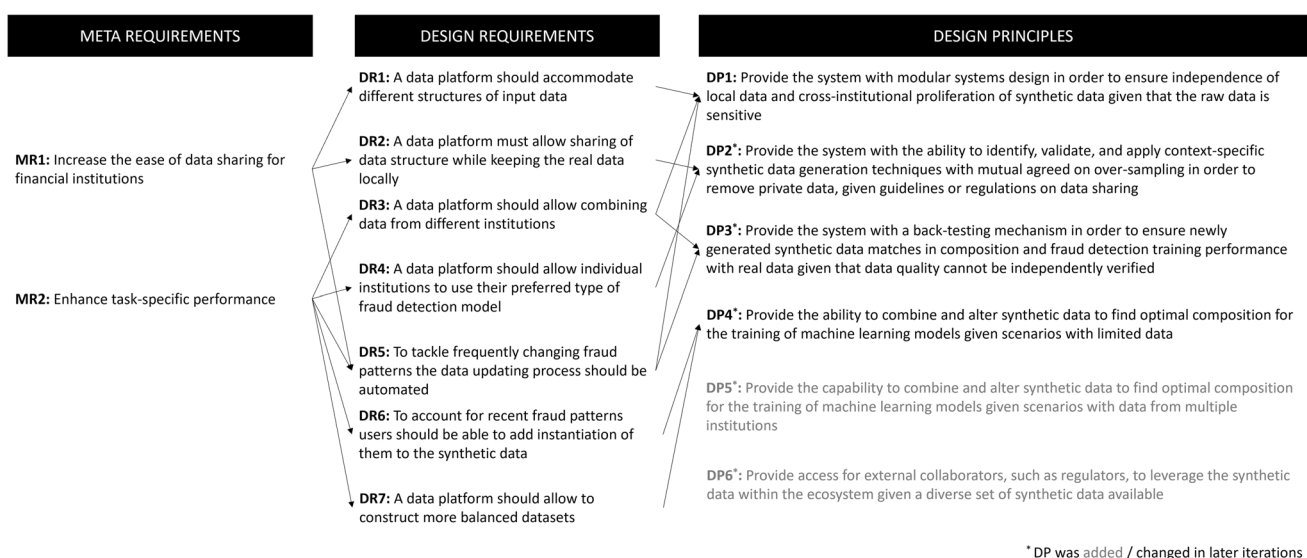 META REQUIREMENTS
DESIGN REQUIREMENTS
DESIGN PRINCIPLES
MR1: Increase the ease of data sharing for
financial institutions
MR2: Enhance task-specific performance
DR1: A data platform should accommodate
different structures of input data
DR2: A data platform must allow sharing of
data structure while keeping the real data
locally
DR3: A data platform should allow combining
data from different institutions
DR4: A data platform should allow individual
institutions to use their preferred type of
fraud detection model
DR5: To tackle frequently changing fraud
patterns the data updating process should be
automated
DR6: To account for recent fraud patterns
users should be able to add instantiation of
them to the synthetic data
DR7: A data platform should allow to
construct more balanced datasets
DP1: Provide the system with modular systems design in order to ensure independence of
local data and cross-institutional proliferation of synthetic data given that the raw data is
sensitive
DP2*: Provide the system with the ability to identify, validate, and apply context-specific
synthetic data generation techniques with mutual agreed on over-sampling in order to
remove private data, given guidelines or regulations on data sharing
DP3*: Provide the system with a back-testing mechanism in order to ensure newly
generated synthetic data matches in composition and fraud detection training performance
with real data given that data quality cannot be independently verified
DP4*: Provide the ability to combine and alter synthetic data to find optimal composition for
the training of machine learning models given scenarios with limited data
DP5*: Provide the capability to combine and alter synthetic data to find optimal composition
for the training of machine learning models given scenarios with data from multiple
institutions
DP6*: Provide access for external collaborators, such as regulators, to leverage the synthetic
data within the ecosystem given a diverse set of synthetic data available
* DP was added / changed in later iterations